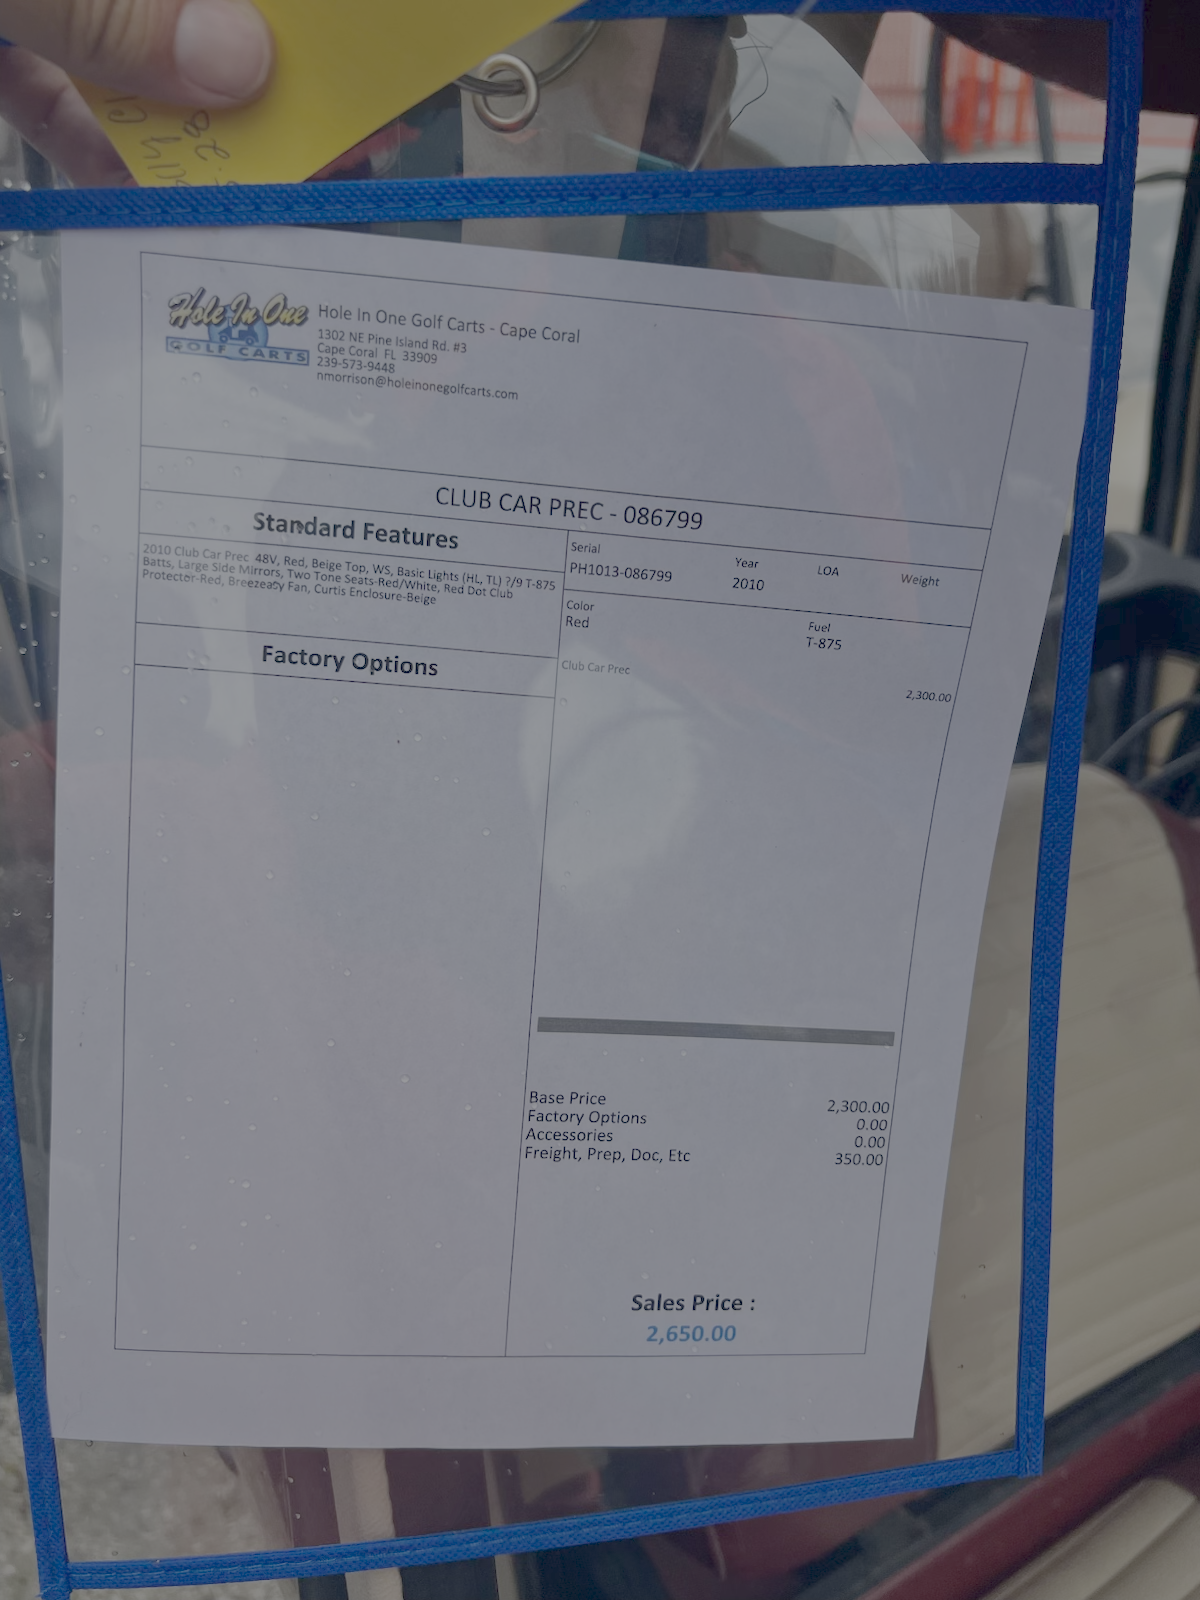 Hole In One
GOLF CARTS
Hole In One Golf Carts - Cape Coral
1302 NE Pine Island Rd. #3
Cape Coral FL 33909
239-573-9448
nmorrison@holeinonegolfcarts.com
CLUB CAR PREC - 086799
Standard Features
2010 Club Car Prec 48V, Red, Beige Top, WS, Basic Lights (HL, TL) ?/9 T-875
Batts, Large Side Mirrors, Two Tone Seats-Red/White, Red Dot Club
Protector-Red, Breezeasy Fan, Curtis Enclosure-Beige
Factory Options
Serial Year LOA Weight
PH1013-086799 2010
Color Fuel
Red T-875
Club Car Prec
2,300.00
Base Price 2,300.00
Factory Options 0.00
Accessories 0.00
Freight, Prep, Doc, Etc 350.00
Sales Price :
2,650.00